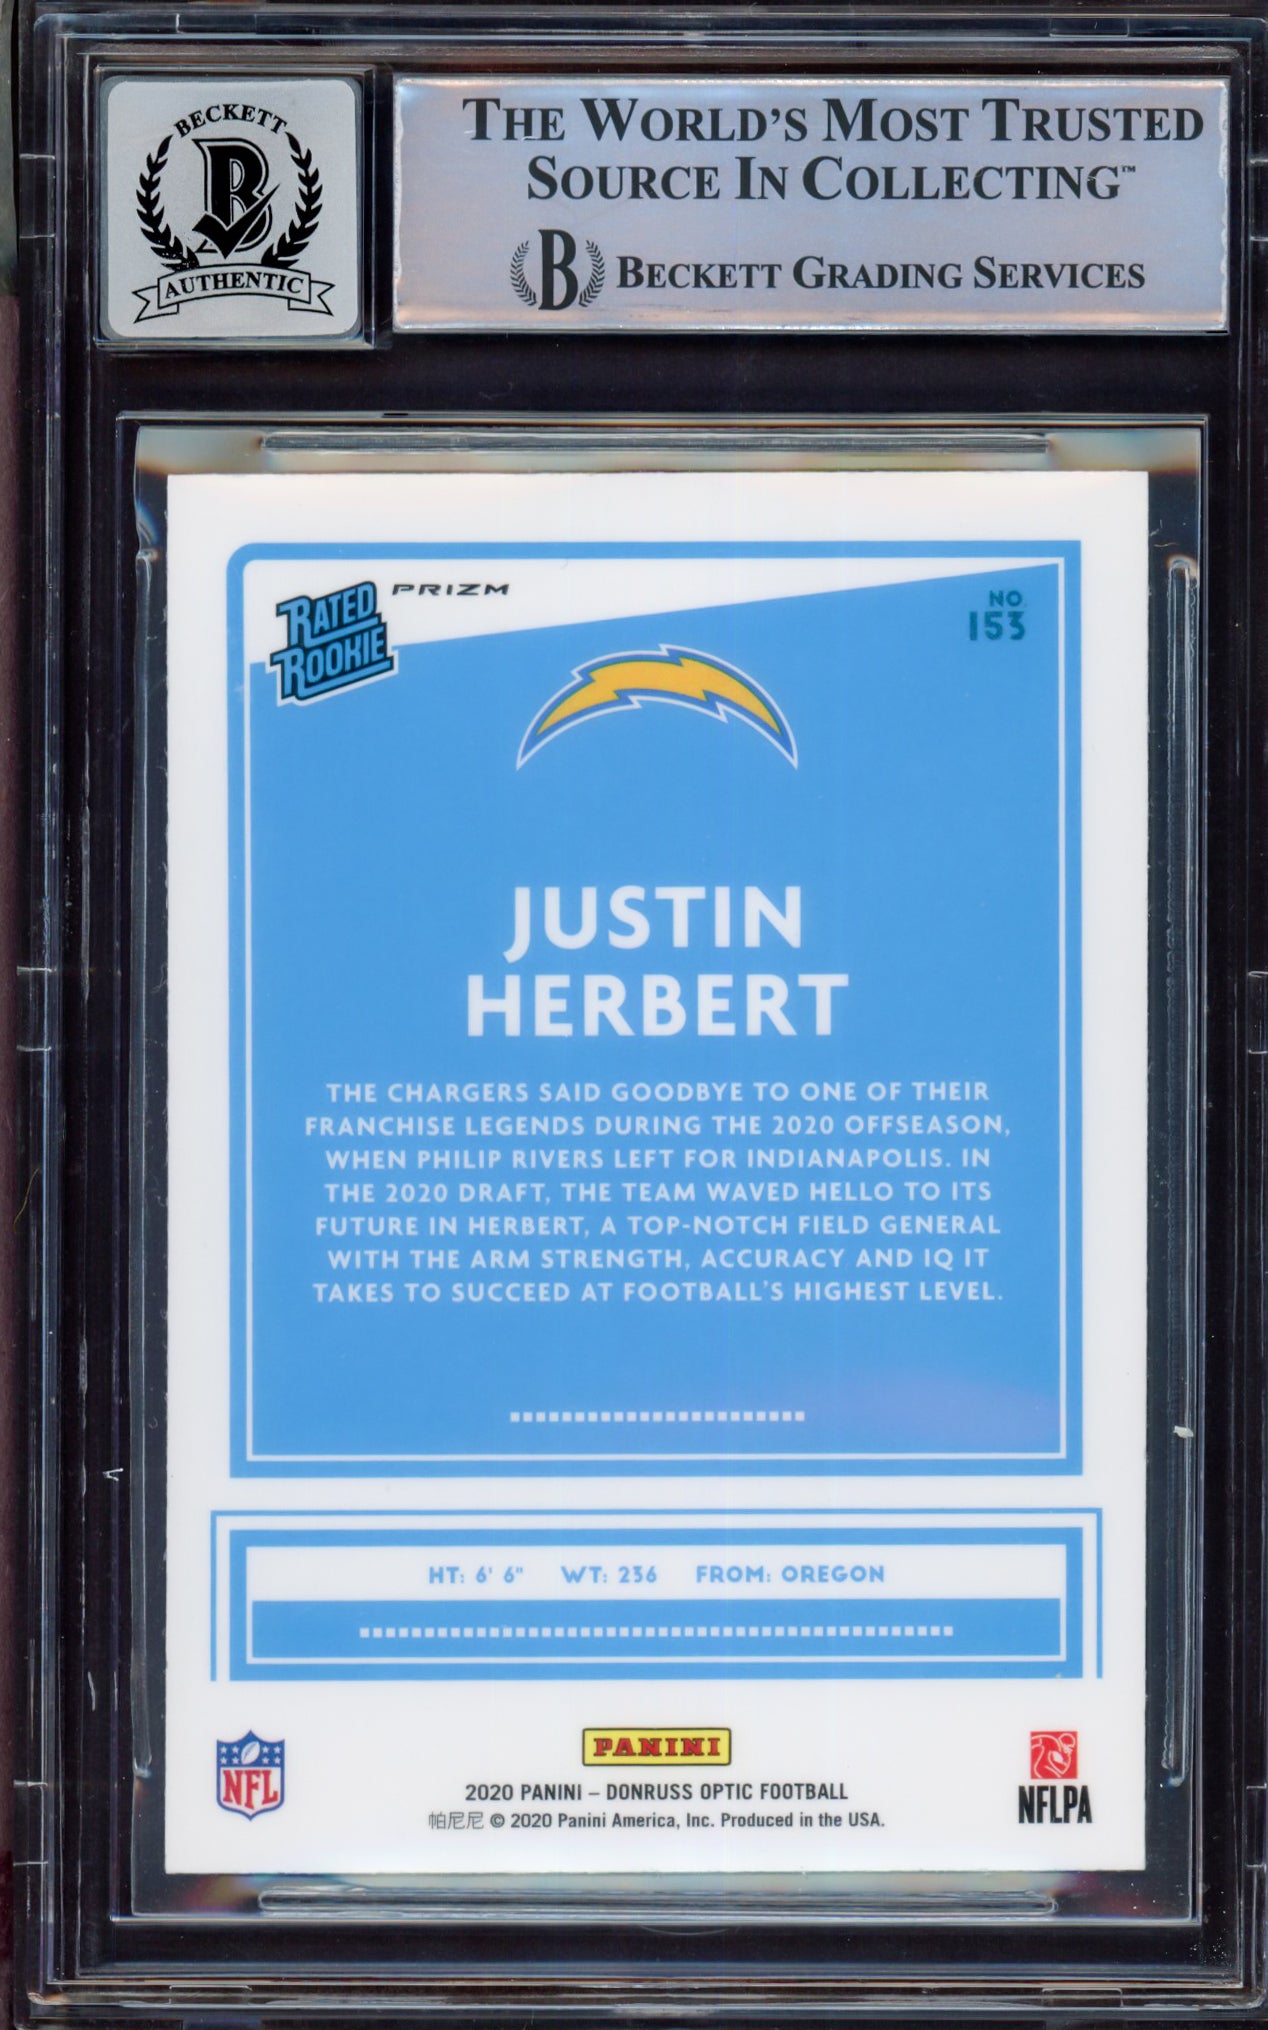 BECKETT
B
AUTHENTIC
THE WORLD'S MOST TRUSTED
SOURCE IN COLLECTING™
B BECKETT GRADING SERVICES
RATED
ROOKIE
PRIZM
NO.
153
JUSTIN
HERBERT
THE CHARGERS SAID GOODBYE TO ONE OF THEIR
FRANCHISE LEGENDS DURING THE 2020 OFFSEASON,
WHEN PHILIP RIVERS LEFT FOR INDIANAPOLIS. IN
THE 2020 DRAFT, THE TEAM WAVED HELLO TO ITS
FUTURE IN HERBERT, A TOP-NOTCH FIELD GENERAL
WITH THE ARM STRENGTH, ACCURACY AND IQ IT
TAKES TO SUCCEED AT FOOTBALL'S HIGHEST LEVEL.
HT: 6' 6" WT: 236 FROM: OREGON
NFL
PANINI
NFLPA
2020 PANINI – DONRUSS OPTIC FOOTBALL
帕尼尼 © 2020 Panini America, Inc. Produced in the USA.